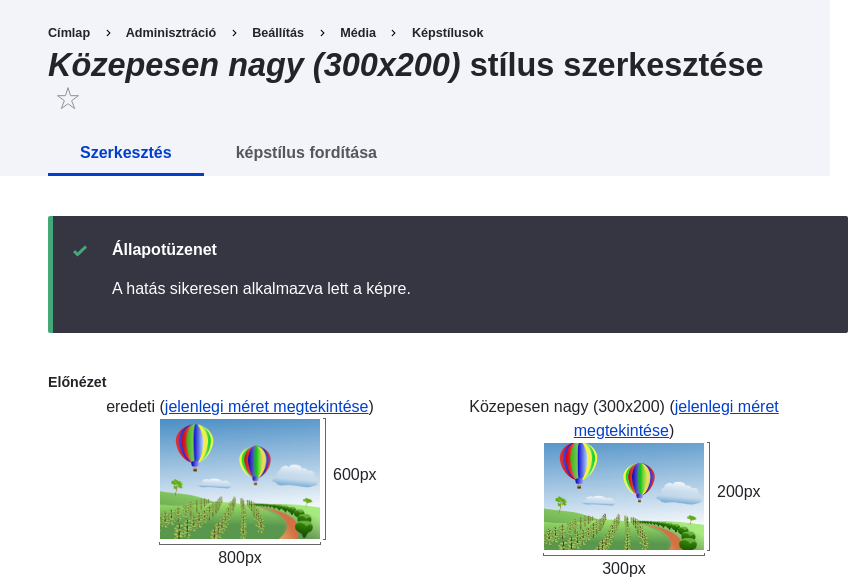 Címlap > Adminisztráció > Beállítás > Média > Képstílusok
Közepesen nagy (300x200) stílus szerkesztése
Szerkesztés képstílus fordítása
Állapotüzenet
A hatás sikeresen alkalmazva lett a képre.
Előnézet
eredeti (jelenlegi méret megtekintése)
600px
800px
Közepesen nagy (300x200) (jelenlegi méret
megtekintése)
200px
300px